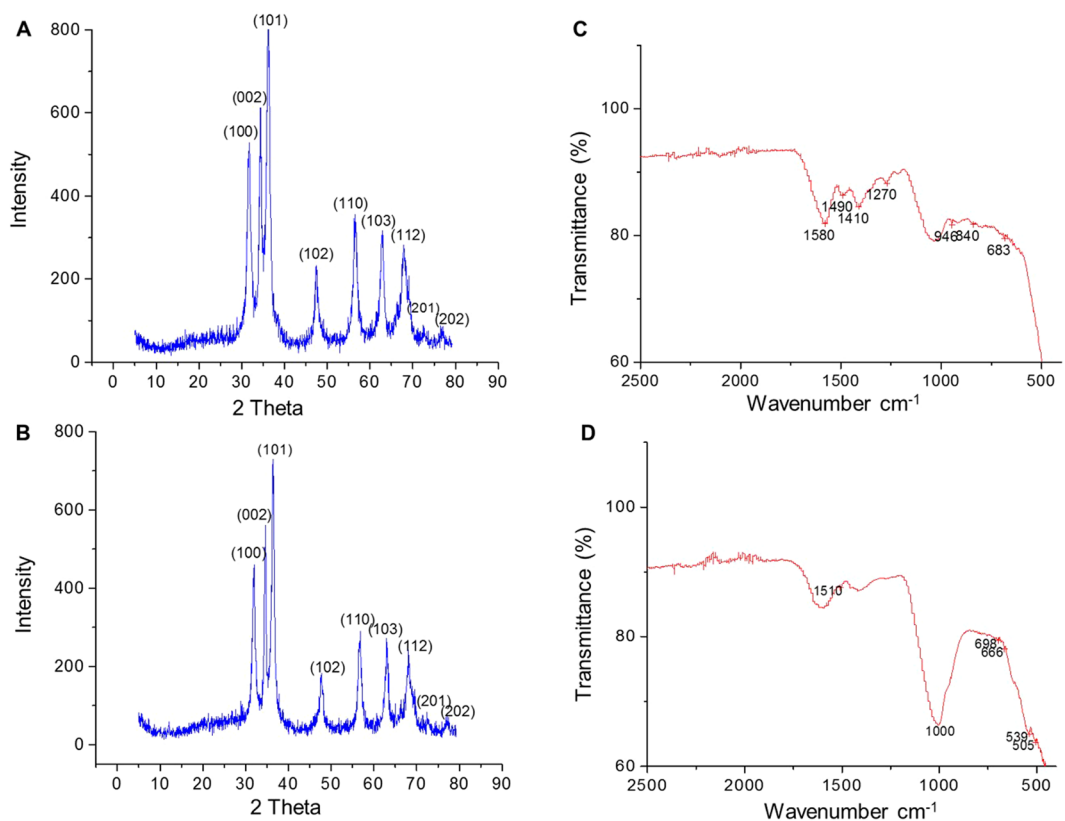 A
800
600
400
200
0
Intensity
(100)
(002)
(101)
(102)
(110)
(103)
(112)
(201)
(202)
0 10 20 30 40 50 60 70 80 90
2 Theta
C
100
80
60
Transmittance (%)
1580
1490
1410
1270
946
840
683
2500 2000 1500 1000 500
Wavenumber cm-1
B
800
600
400
200
0
Intensity
(100)
(002)
(101)
(102)
(110)
(103)
(112)
(201)
(202)
0 10 20 30 40 50 60 70 80 90
2 Theta
D
100
80
60
Transmittance (%)
1510
1000
698
666
539
505
2500 2000 1500 1000 500
Wavenumber cm-1